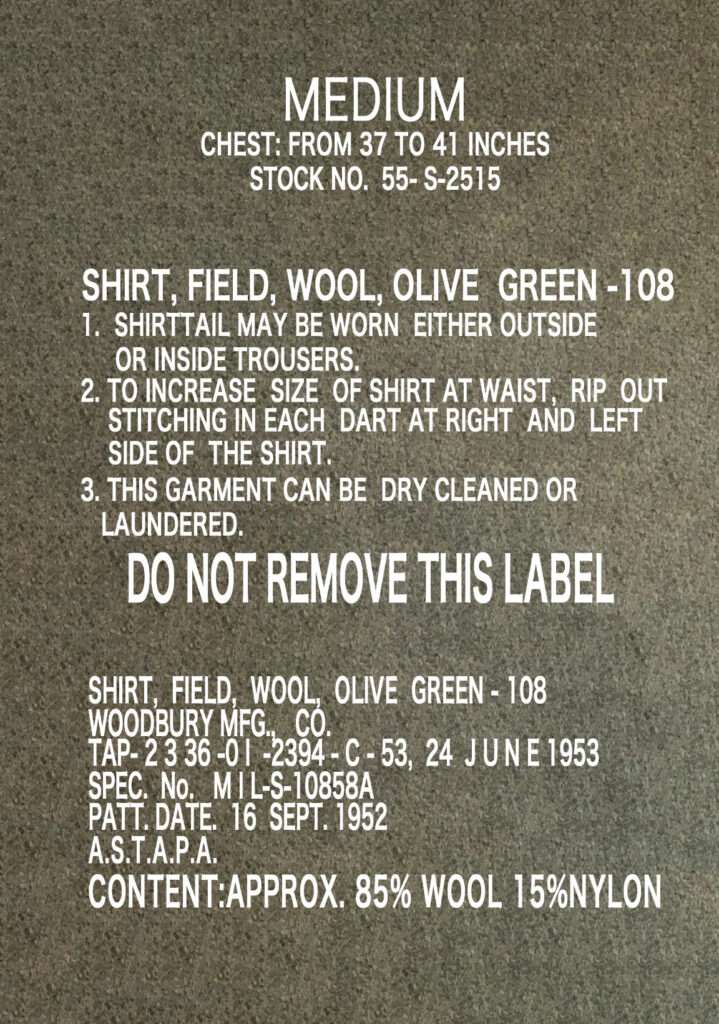 MEDIUM
CHEST: FROM 37 TO 41 INCHES
STOCK NO. 55- S-2515
SHIRT, FIELD, WOOL, OLIVE GREEN -108
1. SHIRTTAIL MAY BE WORN EITHER OUTSIDE
OR INSIDE TROUSERS.
2. TO INCREASE SIZE OF SHIRT AT WAIST, RIP OUT
STITCHING IN EACH DART AT RIGHT AND LEFT
SIDE OF THE SHIRT.
3. THIS GARMENT CAN BE DRY CLEANED OR
LAUNDERED.
DO NOT REMOVE THIS LABEL
SHIRT, FIELD, WOOL, OLIVE GREEN - 108
WOODBURY MFG., CO.
TAP- 2 3 36 -0 I -2394 - C - 53, 24 J U N E 1953
SPEC. No. M I L-S-10858A
PATT. DATE. 16 SEPT. 1952
A.S.T.A.P.A.
CONTENT:APPROX. 85% WOOL 15%NYLON